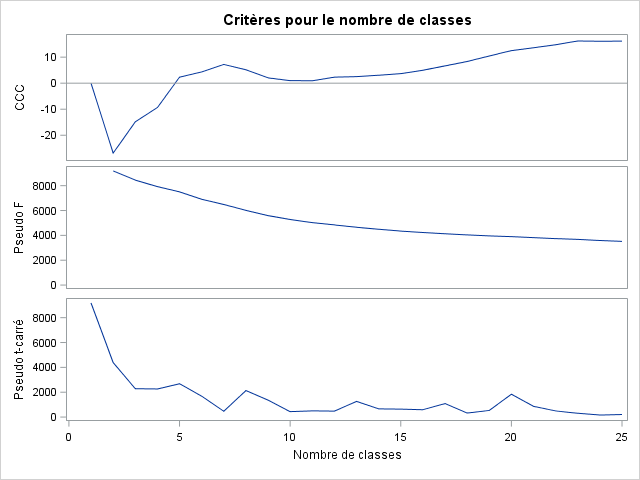 Critères pour le nombre de classes
CCC
10
0
-10
-20
Pseudo F
8000
6000
4000
2000
0
Pseudo t-carré
8000
6000
4000
2000
0
0 5 10 15 20 25
Nombre de classes